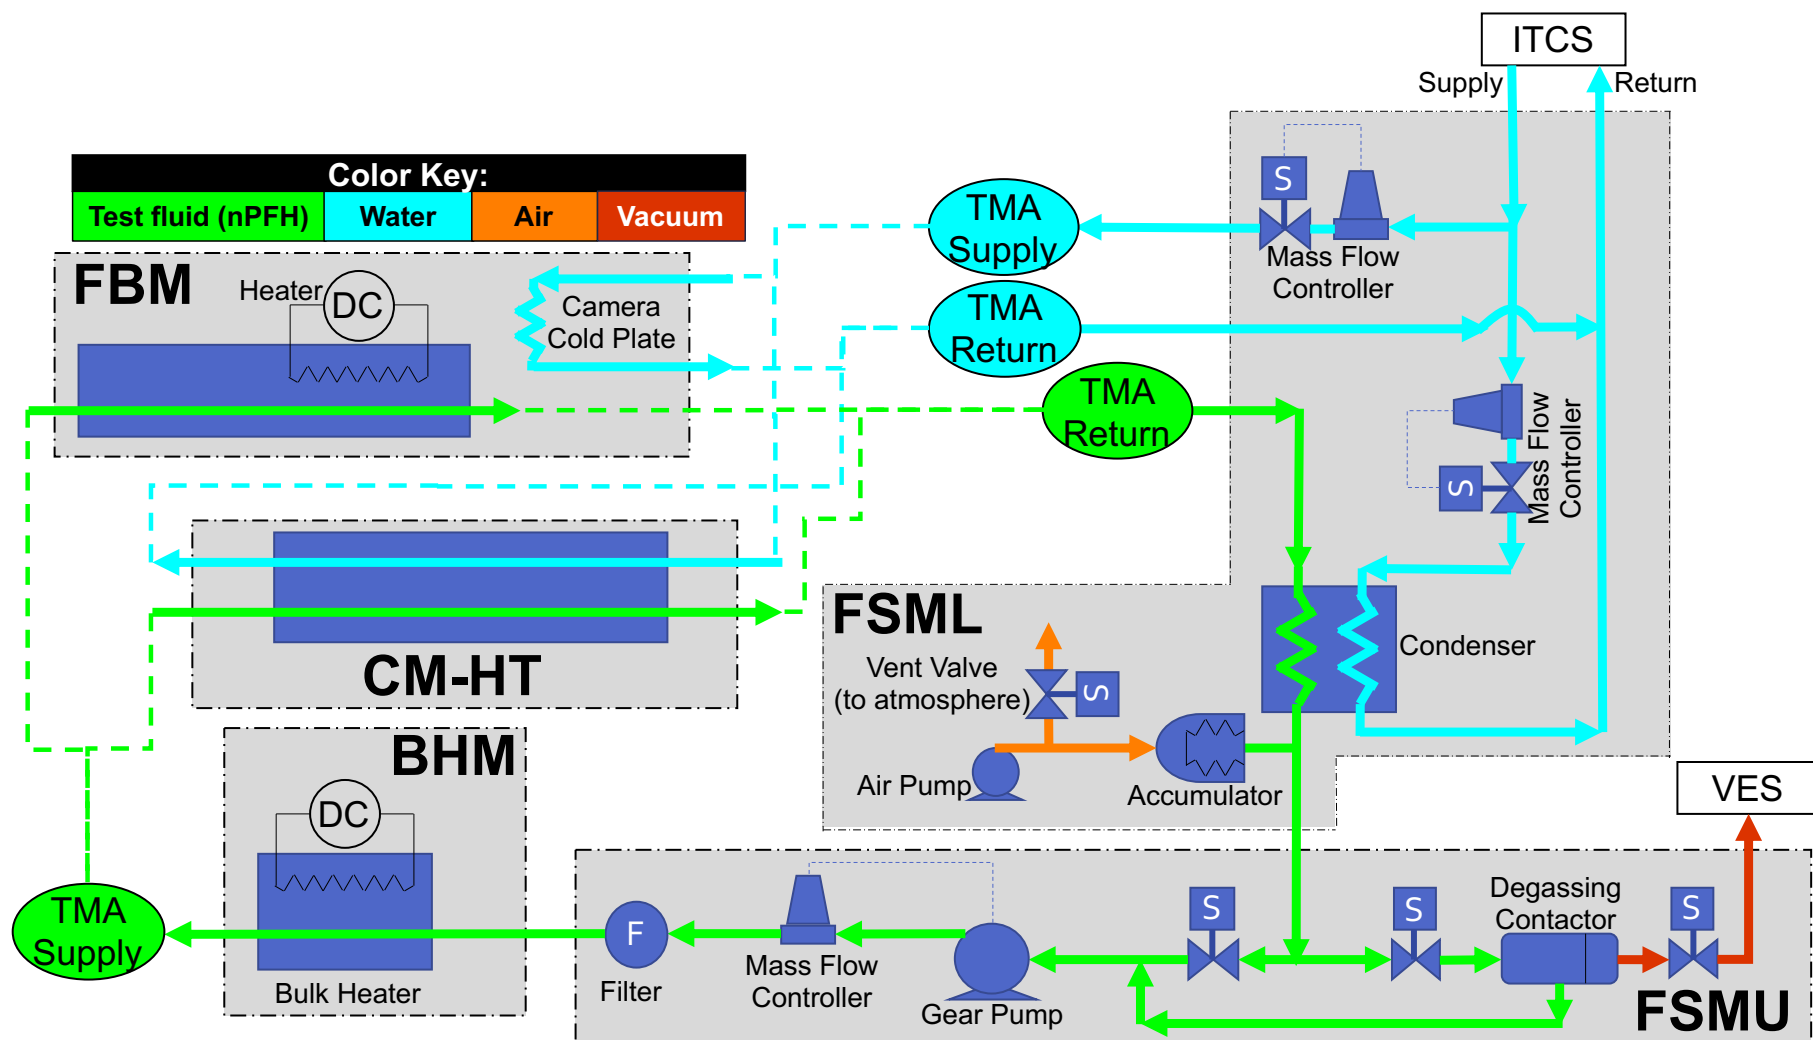 ITCS
Supply
Return
Color Key:
Test fluid (nPFH)
Water
Air
Vacuum
S
TMA
Supply
Mass Flow
Controller
FBM
Heater
DC
Camera
Cold Plate
TMA
Return
TMA
Return
Mass Flow
Controller
S
CM-HT
FSML
Vent Valve
(to atmosphere)
S
Condenser
Air Pump
Accumulator
BHM
DC
Bulk Heater
TMA
Supply
VES
F
Filter
Mass Flow
Controller
Gear Pump
S
S
Degassing
Contactor
S
FSMU